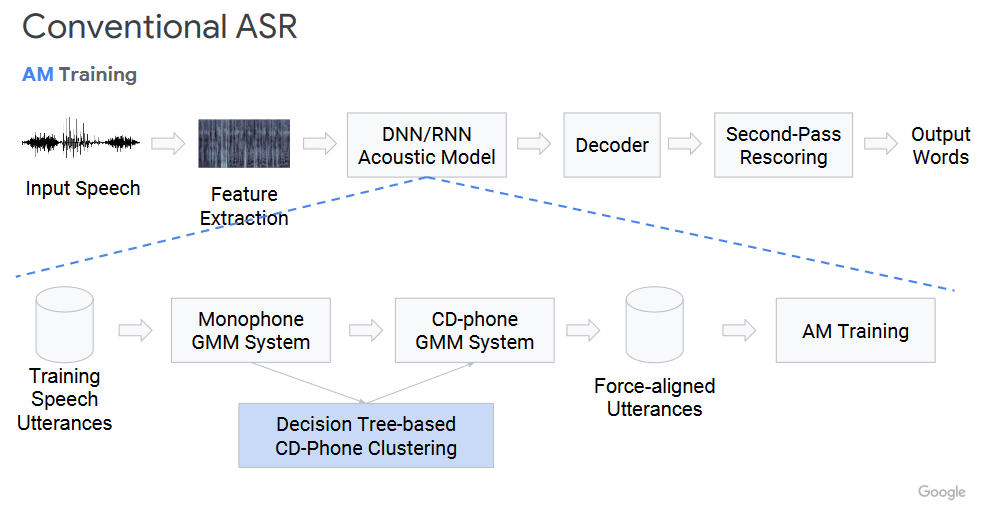 Conventional ASR
AM Training
Input Speech
Feature
Extraction
DNN/RNN
Acoustic Model
Decoder
Second-Pass
Rescoring
Output
Words
Training
Speech
Utterances
Monophone
GMM System
CD-phone
GMM System
Decision Tree-based
CD-Phone Clustering
Force-aligned
Utterances
AM Training
Google